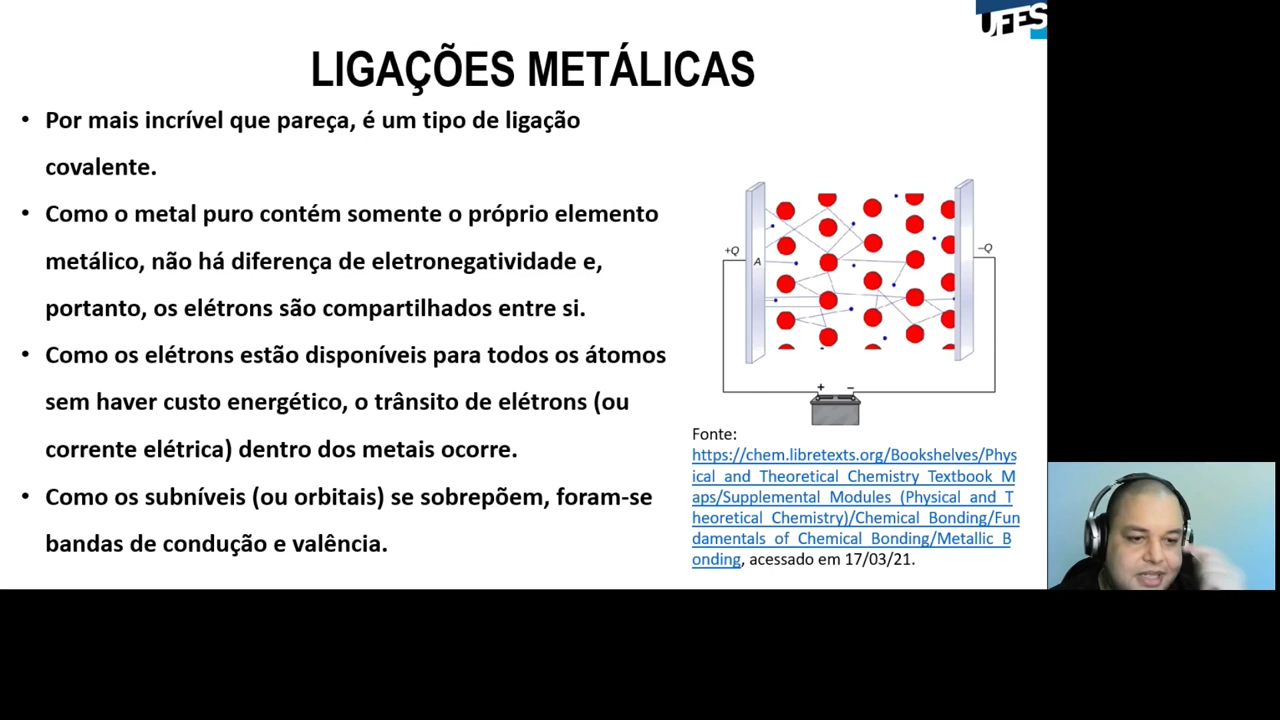 UFES
LIGAÇÕES METÁLICAS
• Por mais incrível que pareça, é um tipo de ligação
covalente.
• Como o metal puro contém somente o próprio elemento
metálico, não há diferença de eletronegatividade e,
portanto, os elétrons são compartilhados entre si.
• Como os elétrons estão disponíveis para todos os átomos
sem haver custo energético, o trânsito de elétrons (ou
corrente elétrica) dentro dos metais ocorre.
• Como os subníveis (ou orbitais) se sobrepõem, foram-se
bandas de condução e valência.
+Q
A
–Q
+ –
Fonte:
https://chem.libretexts.org/Bookshelves/Phys
ical_and_Theoretical_Chemistry_Textbook_M
aps/Supplemental_Modules_(Physical_and_T
heoretical_Chemistry)/Chemical_Bonding/Fun
damentals_of_Chemical_Bonding/Metallic_B
onding, acessado em 17/03/21.